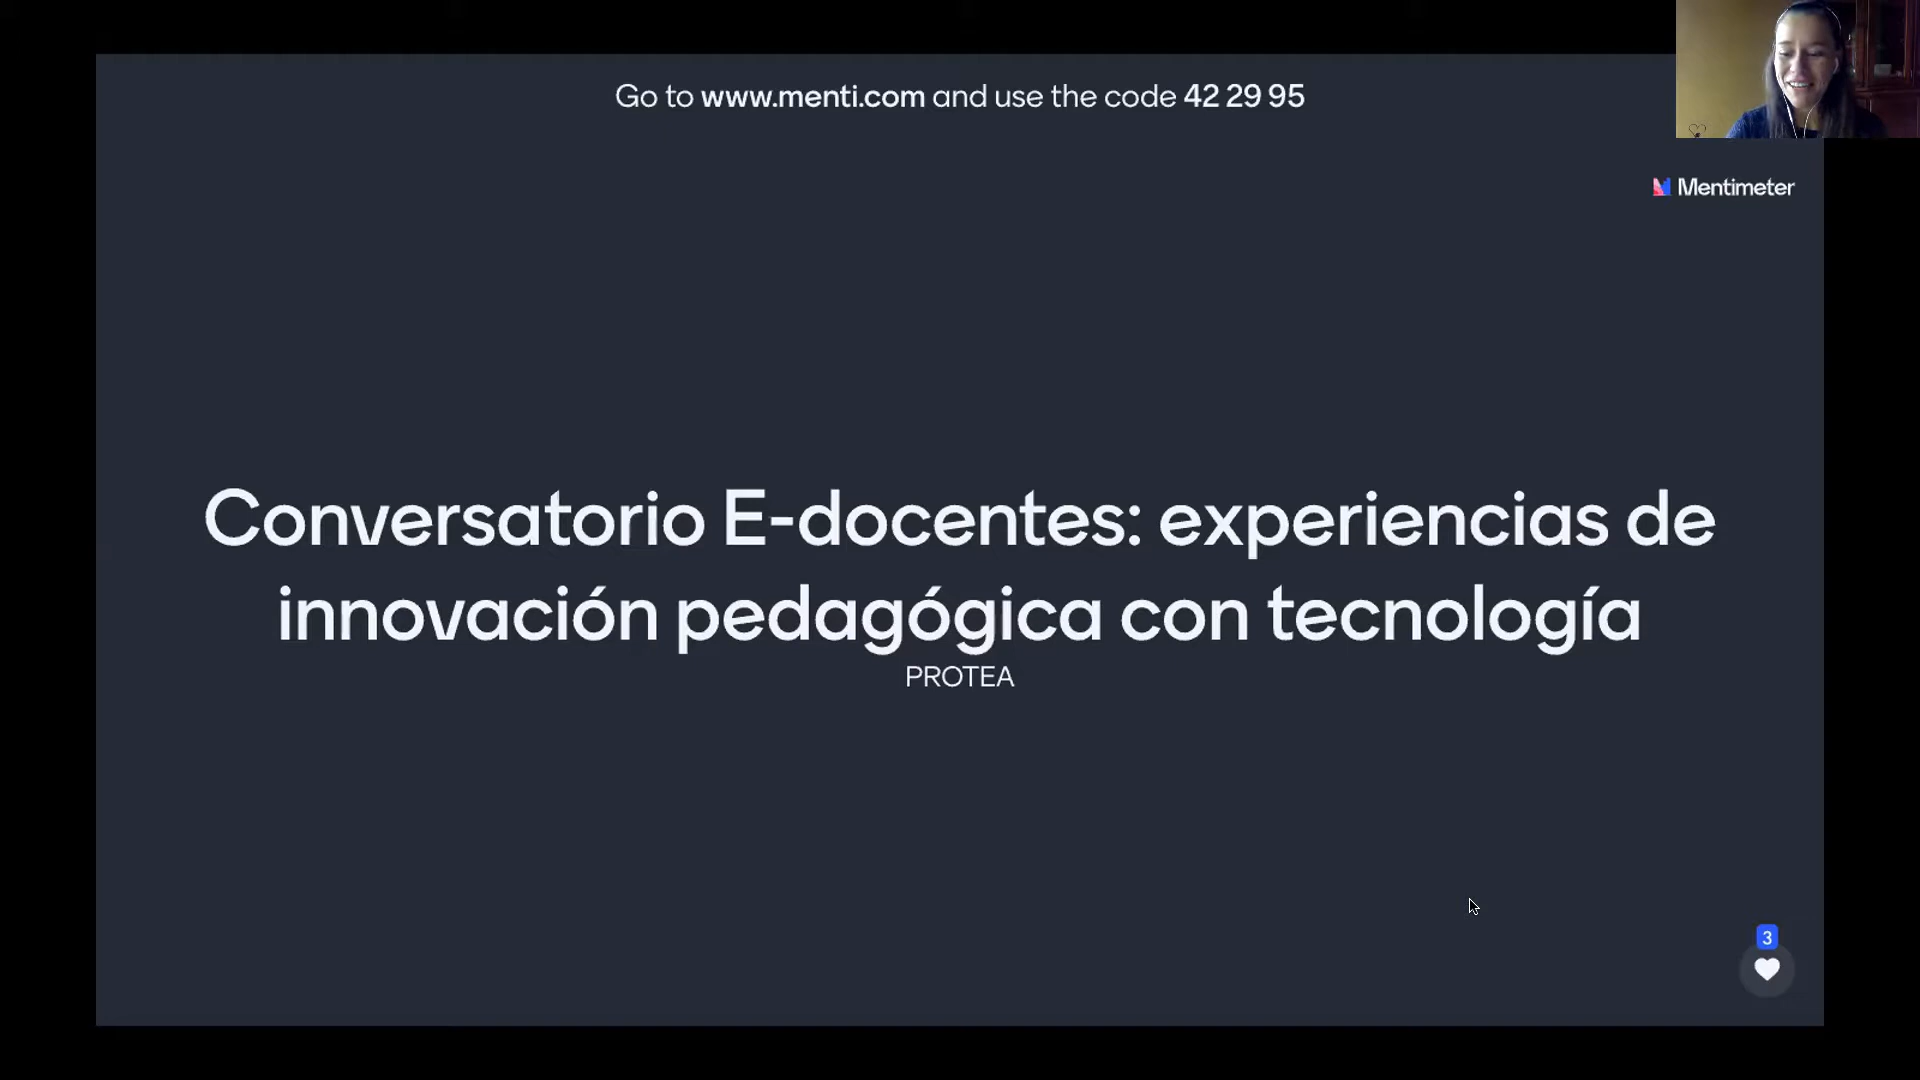 Go to www.menti.com and use the code 42 29 95
Mentimeter
Conversatorio E-docentes: experiencias de
innovación pedagógica con tecnología
PROTEA
3